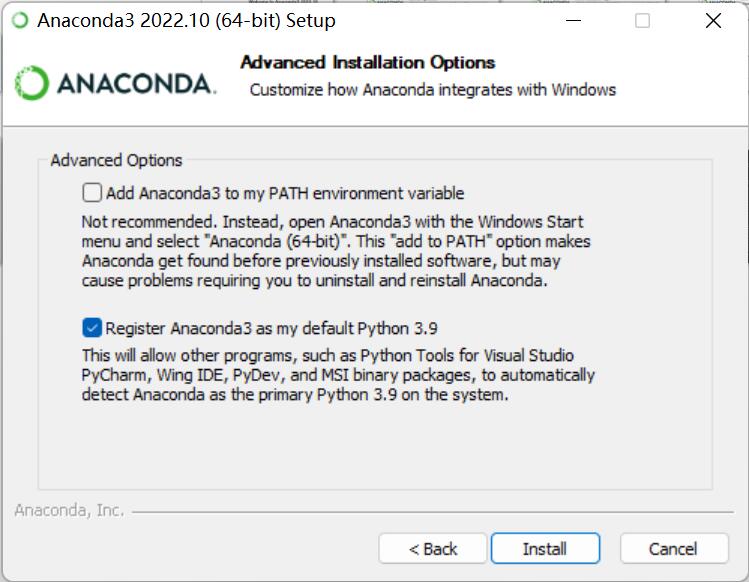 Anaconda3 2022.10 (64-bit) Setup
ANACONDA.
Advanced Installation Options
Customize how Anaconda integrates with Windows
Advanced Options
Add Anaconda3 to my PATH environment variable
Not recommended. Instead, open Anaconda3 with the Windows Start
menu and select "Anaconda (64-bit)". This "add to PATH" option makes
Anaconda get found before previously installed software, but may
cause problems requiring you to uninstall and reinstall Anaconda.
Register Anaconda3 as my default Python 3.9
This will allow other programs, such as Python Tools for Visual Studio
PyCharm, Wing IDE, PyDev, and MSI binary packages, to automatically
detect Anaconda as the primary Python 3.9 on the system.
Anaconda, Inc.
< Back
Install
Cancel